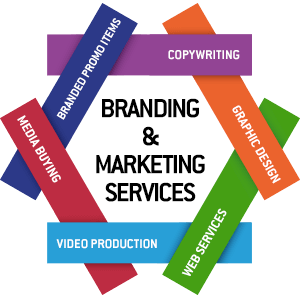 BRANDED PROMO ITEMS
COPYWRITING
GRAPHIC DESIGN
WEB SERVICES
VIDEO PRODUCTION
MEDIA BUYING
BRANDING
&
MARKETING
SERVICES